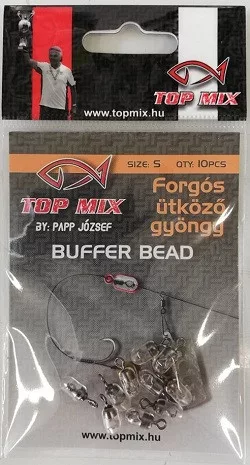 TOP MIX
www.topmix.hu
SIZE: S QTY: 10PCS
TOP MIX
BY: PAPP JÓZSEF
Forgós
ütköző
gyöngy
BUFFER BEAD
www.topmix.hu